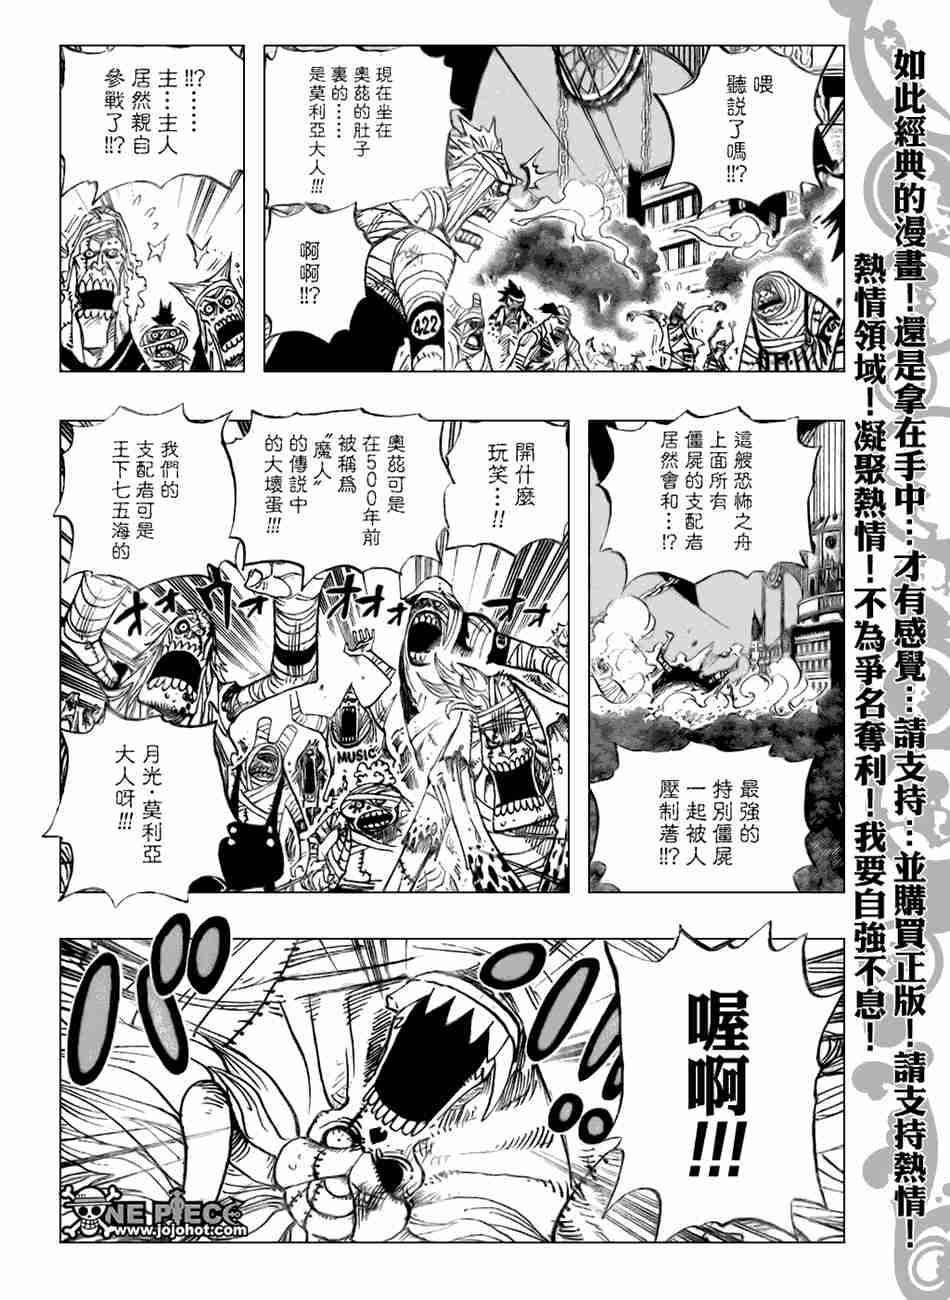 喂
聽說了嗎!!?
現在坐在
奧茲的肚子
裏的……
是莫利亞大人!!!
啊啊!!?
422
!!?……
主…主人
居然親自
參戰了!!?
這艘恐怖之舟
上面所有
僵屍的支配者
居然會和…!?
最強的
特別僵屍
一起被人
壓制著!!?
開什麼
玩笑…!!
奧茲可是
在500年前
被稱為
"魔人"
的傳說中
的大壞蛋!!!
我們的
支配者可是
王下七五海的
月光·莫利亞
大人呀!!!
オオオ
オオオ
オオ
MUSIC
喔啊!!!
ONE PIECE
www.jojohot.com
如此經典的漫畫！還是拿在手中…才有感覺…請支持…並購買正版！請支持熱情！
熱情領域！凝聚熱情！不為爭名奪利！我要自強不息！